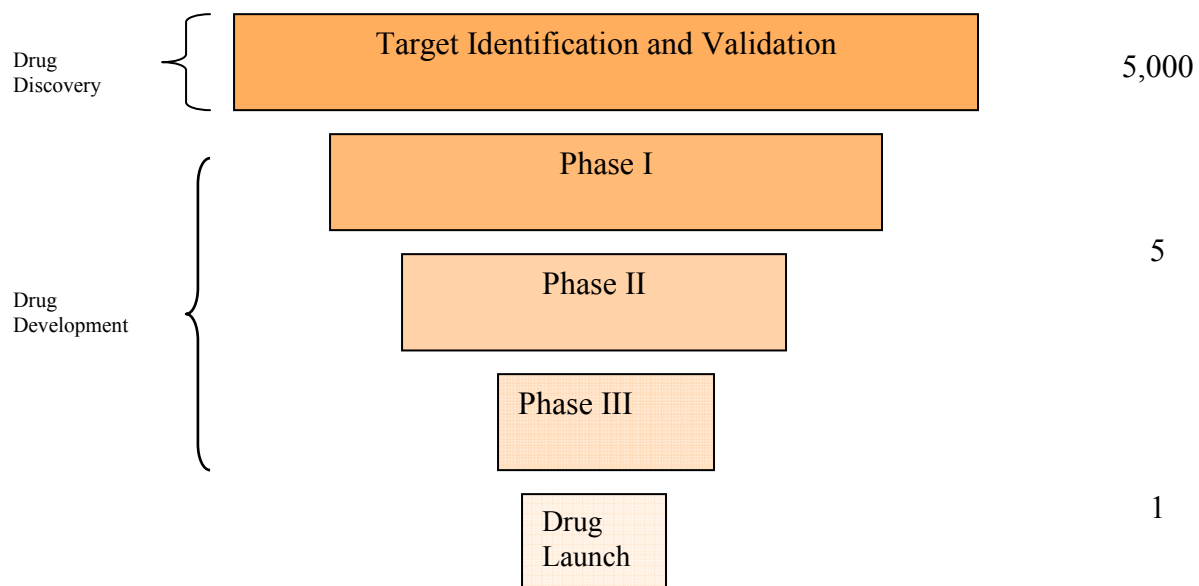 Target Identification and Validation
Drug
Discovery
5,000
Phase I
5
Phase II
Drug
Development
Phase III
1
Drug
Launch